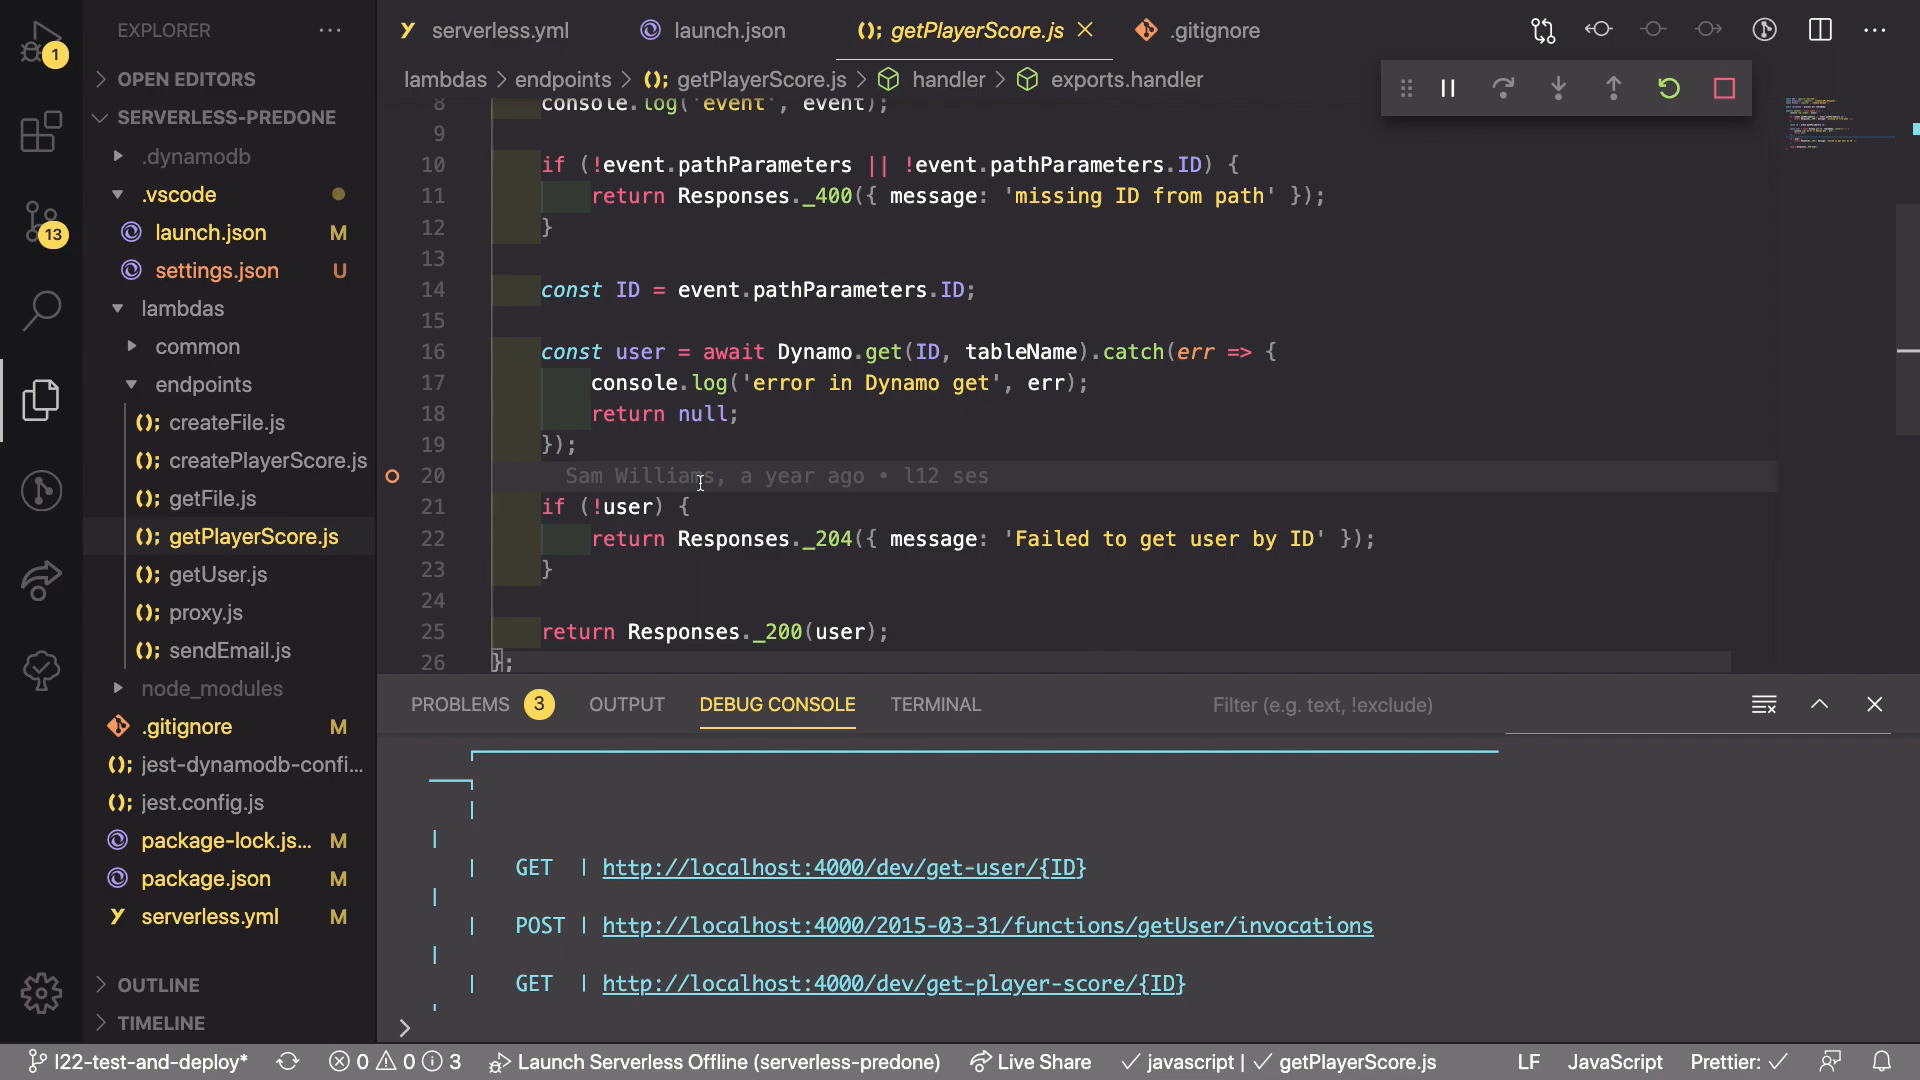 1
EXPLORER
serverless.yml
launch.json
getPlayerScore.js
.gitignore
OPEN EDITORS
lambdas > endpoints > getPlayerScore.js > handler > exports.handler
SERVERLESS-PREDONE
.dynamodb
.vscode
launch.json M
settings.json U
lambdas
common
endpoints
createFile.js
createPlayerScore.js
getFile.js
getPlayerScore.js
getUser.js
proxy.js
sendEmail.js
node_modules
.gitignore M
jest-dynamodb-confi...
jest.config.js
package-lock.js... M
package.json M
serverless.yml M
OUTLINE
TIMELINE
13
8 console.log('event', event);
9
10 if (!event.pathParameters || !event.pathParameters.ID) {
11 return Responses._400({ message: 'missing ID from path' });
12 }
13
14 const ID = event.pathParameters.ID;
15
16 const user = await Dynamo.get(ID, tableName).catch(err => {
17 console.log('error in Dynamo get', err);
18 return null;
19 });
20 Sam Williams, a year ago • l12 ses
21 if (!user) {
22 return Responses._204({ message: 'Failed to get user by ID' });
23 }
24
25 return Responses._200(user);
26 };
PROBLEMS 3 OUTPUT DEBUG CONSOLE TERMINAL Filter (e.g. text, !exclude)
GET | http://localhost:4000/dev/get-user/{ID}
POST | http://localhost:4000/2015-03-31/functions/getUser/invocations
GET | http://localhost:4000/dev/get-player-score/{ID}
>
l22-test-and-deploy* 0 0 3 Launch Serverless Offline (serverless-predone) Live Share ✓ javascript | ✓ getPlayerScore.js LF JavaScript Prettier: ✓